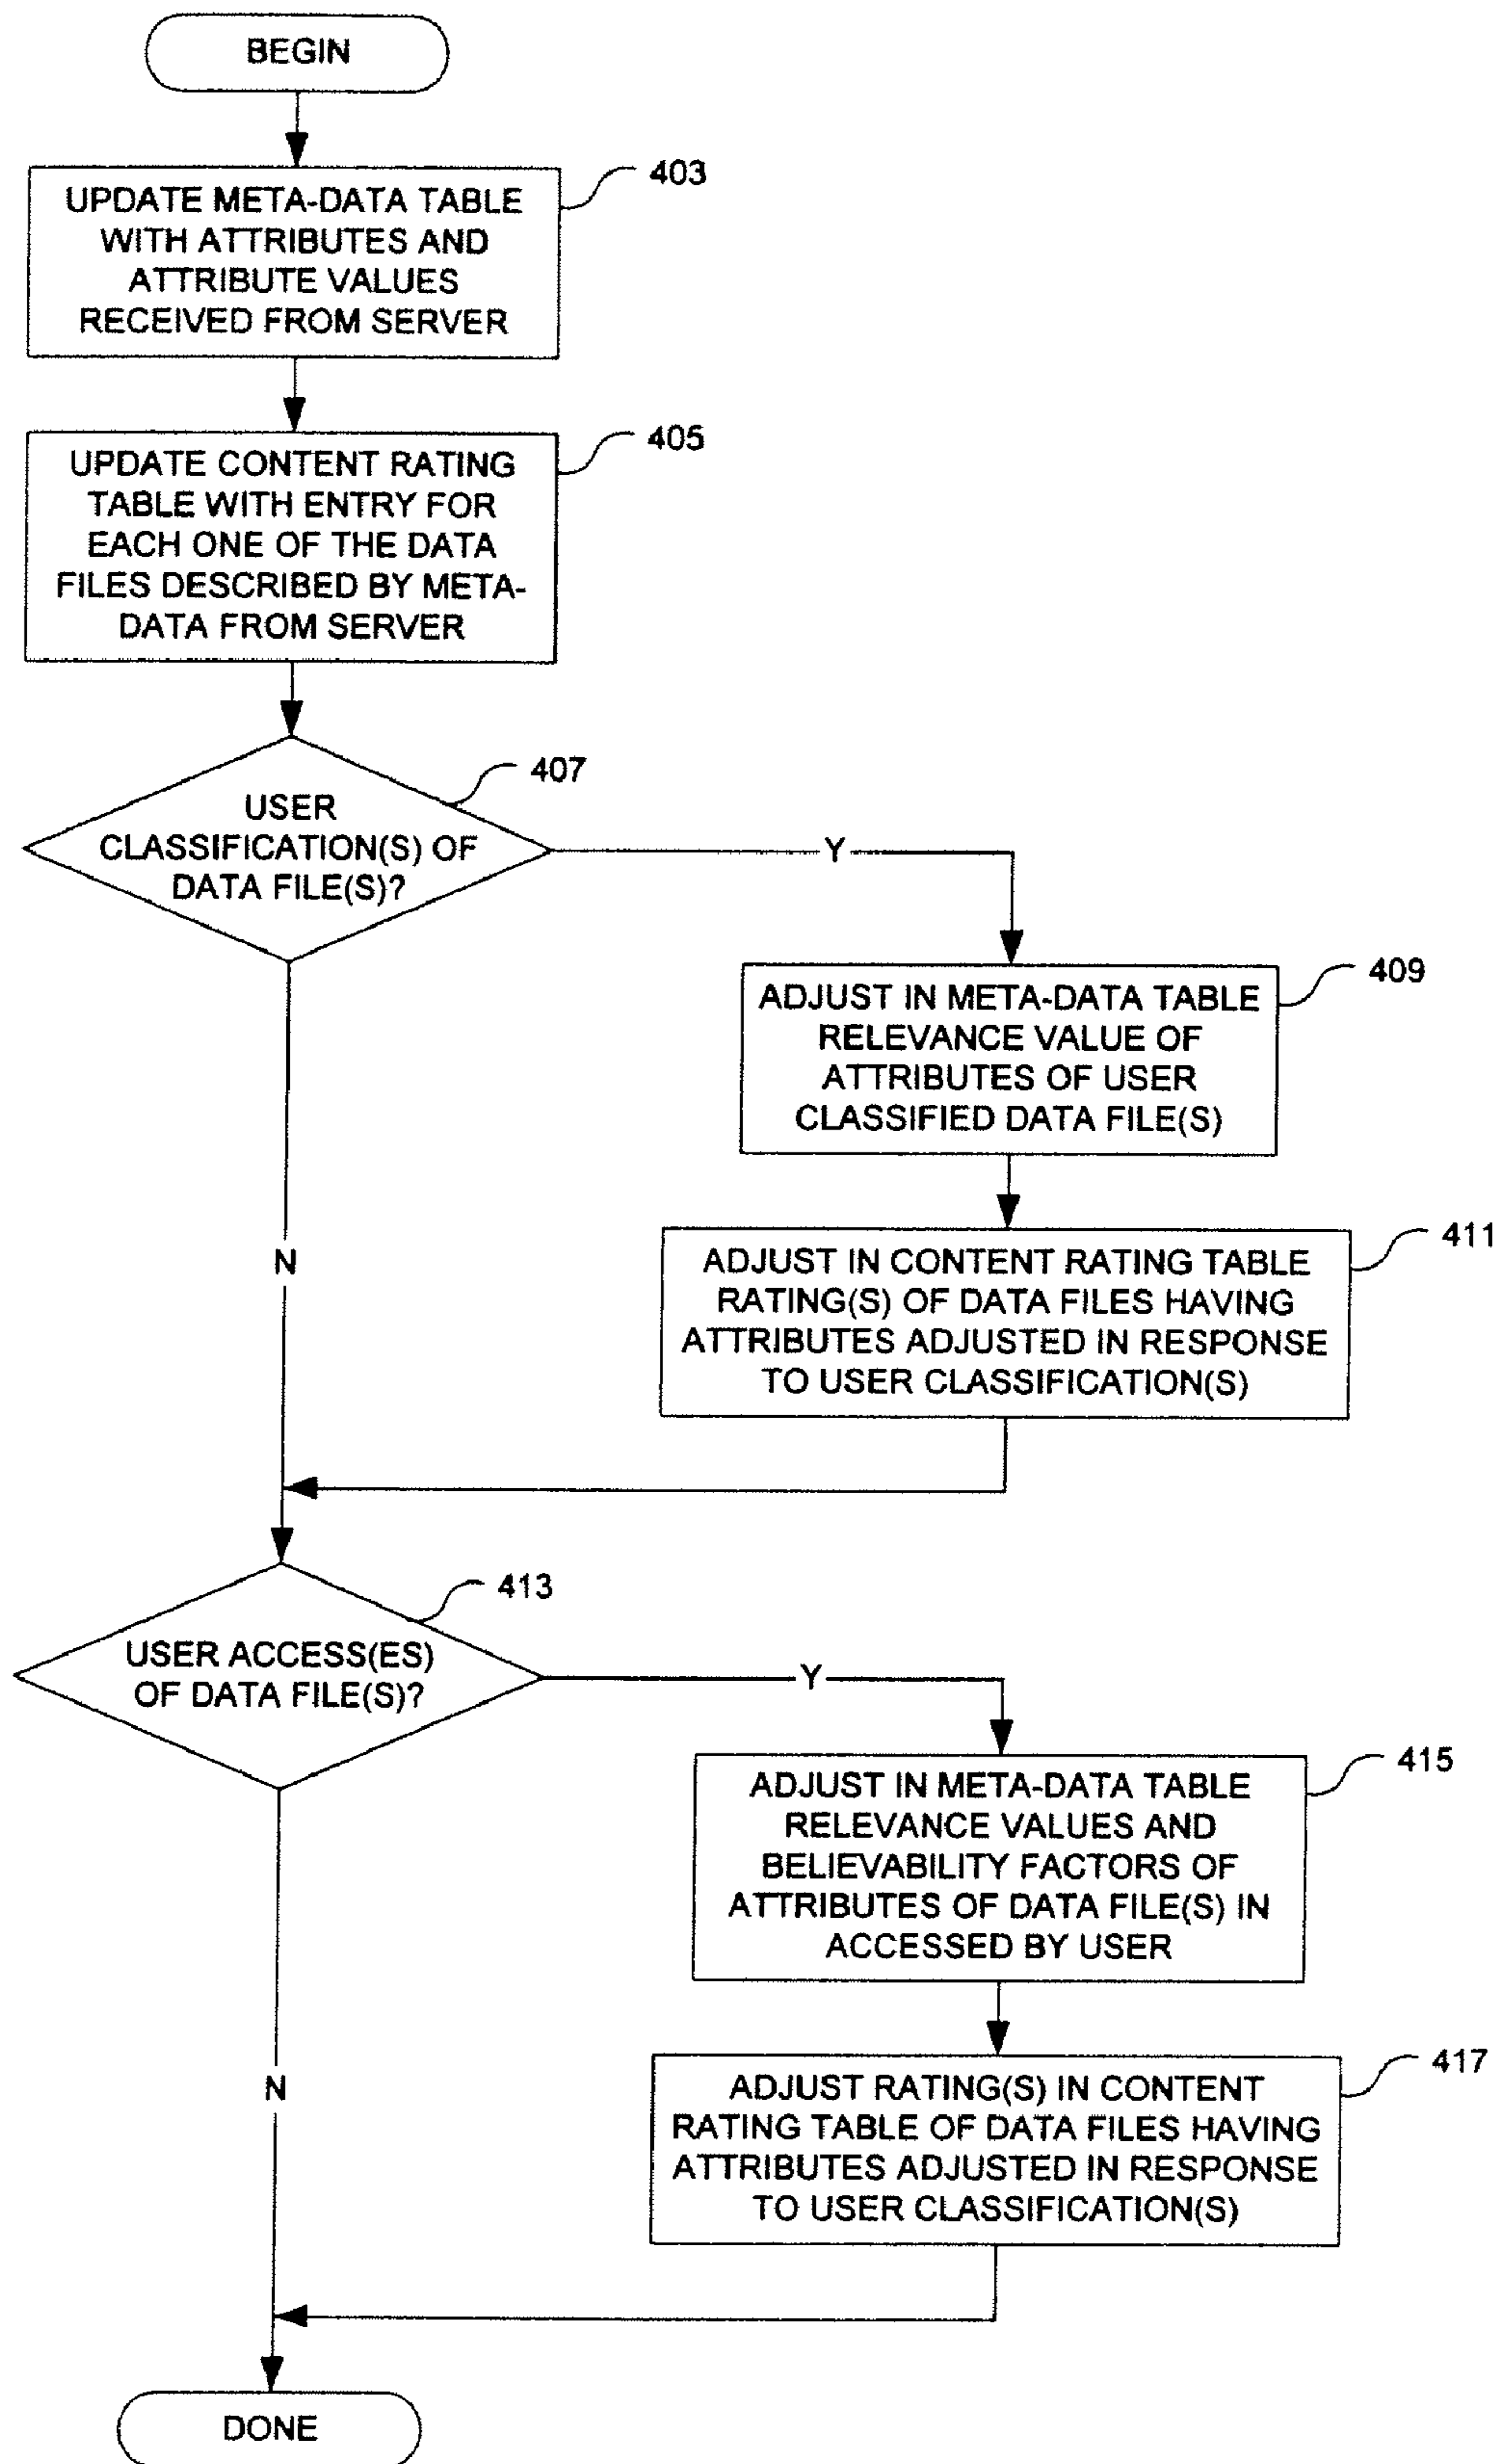 BEGIN
403
UPDATE META-DATA TABLE
WITH ATTRIBUTES AND
ATTRIBUTE VALUES
RECEIVED FROM SERVER
405
UPDATE CONTENT RATING
TABLE WITH ENTRY FOR
EACH ONE OF THE DATA
FILES DESCRIBED BY META-
DATA FROM SERVER
407
USER
CLASSIFICATION(S) OF
DATA FILE(S)?
Y
409
ADJUST IN META-DATA TABLE
RELEVANCE VALUE OF
ATTRIBUTES OF USER
CLASSIFIED DATA FILE(S)
N
411
ADJUST IN CONTENT RATING TABLE
RATING(S) OF DATA FILES HAVING
ATTRIBUTES ADJUSTED IN RESPONSE
TO USER CLASSIFICATION(S)
413
USER ACCESS(ES)
OF DATA FILE(S)?
Y
415
ADJUST IN META-DATA TABLE
RELEVANCE VALUES AND
BELIEVABILITY FACTORS OF
ATTRIBUTES OF DATA FILE(S) IN
ACCESSED BY USER
N
417
ADJUST RATING(S) IN CONTENT
RATING TABLE OF DATA FILES HAVING
ATTRIBUTES ADJUSTED IN RESPONSE
TO USER CLASSIFICATION(S)
DONE